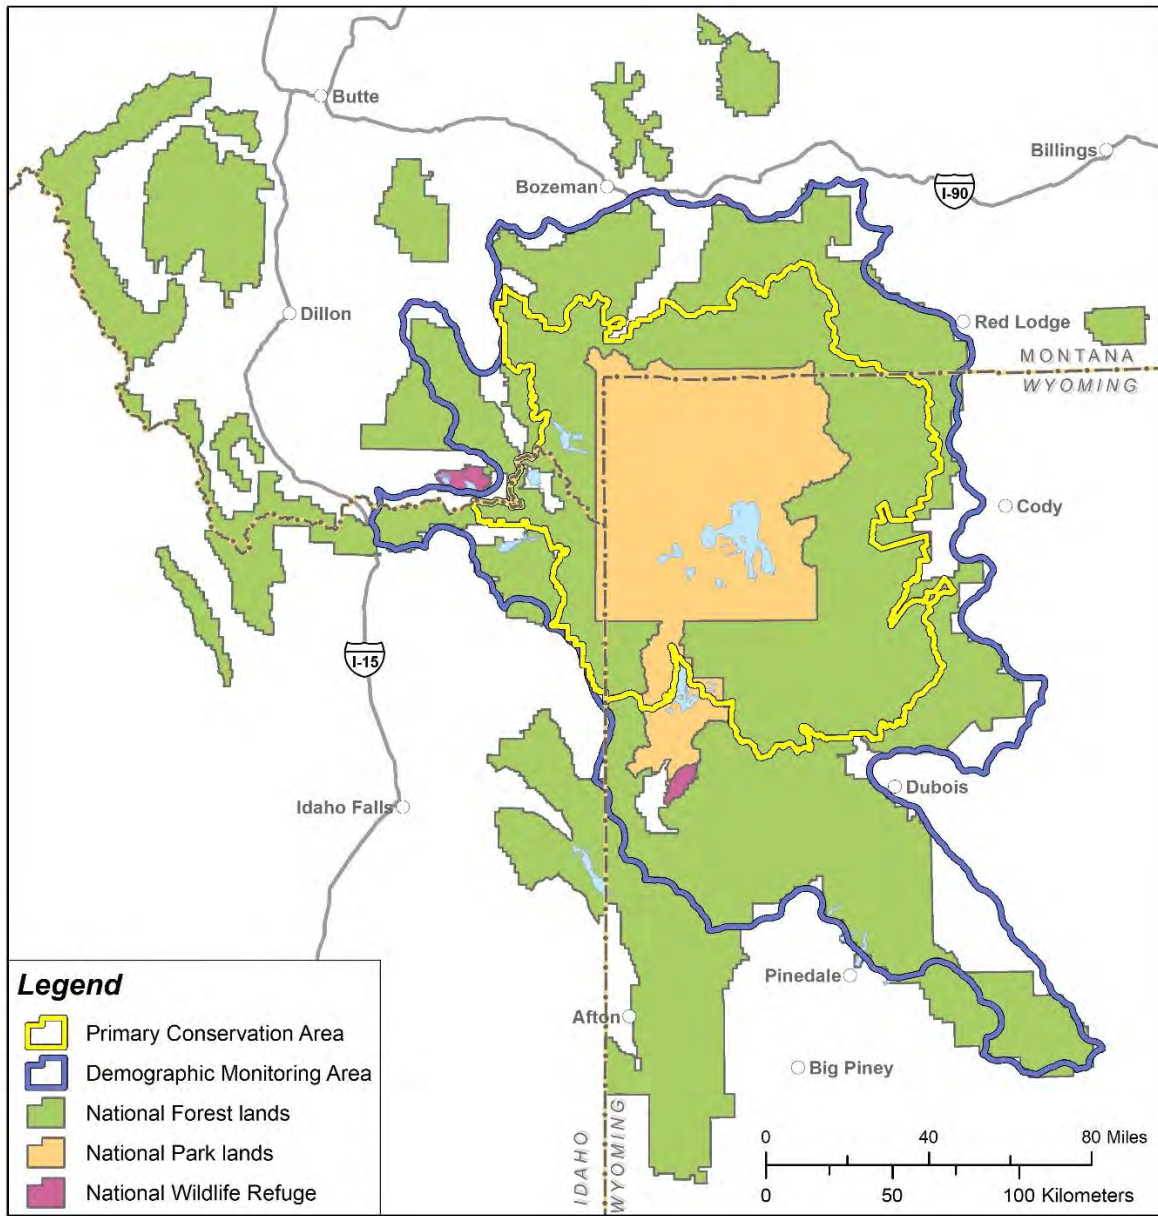 Butte
Billings
Bozeman
I-90
Dillon
Red Lodge
MONTANA
WYOMING
Cody
I-15
Idaho Falls
Dubois
Pinedale
Afton
Big Piney
IDAHO
WYOMING
Legend
Primary Conservation Area
Demographic Monitoring Area
National Forest lands
National Park lands
National Wildlife Refuge
0 40 80 Miles
0 50 100 Kilometers